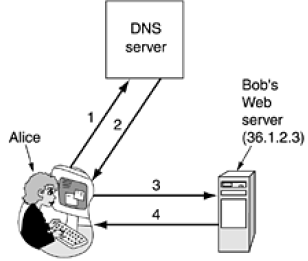 DNS
server
1
2
Alice
Bob's
Web
server
(36.1.2.3)
3
4